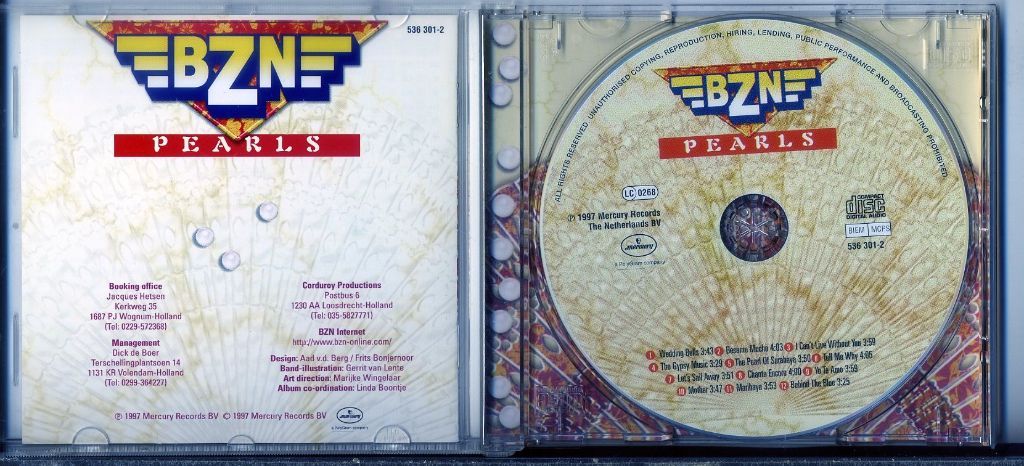 536 301-2
BZN
PEARLS
Booking office
Jacques Hetsen
Kerkweg 35
1687 PJ Wognum-Holland
(Tel: 0229-572368)
Management
Dick de Boer
Terschellingplantsoen 14
1131 KR Volendam-Holland
(Tel: 0299-364227)
Corduroy Productions
Postbus 6
1230 AA Loosdrecht-Holland
(Tel: 035-5827771)
BZN Internet
http://www.bzn-online.com/
Design: Aad v.d. Berg / Frits Bonjernoor
Band-illustration: Gerrit van Lente
Art direction: Marijke Wingelaar
Album co-ordination: Linda Boontje
℗ 1997 Mercury Records BV © 1997 Mercury Records BV
mercury
a PolyGram company
ALL RIGHTS RESERVED. UNAUTHORISED COPYING, REPRODUCTION, HIRING, LENDING, PUBLIC PERFORMANCE AND BROADCASTING PROHIBITED
BZN
PEARLS
LC 0268
℗ 1997 Mercury Records
The Netherlands BV
mercury
a PolyGram company
COMPACT
disc
DIGITAL AUDIO
BIEM MCPS
536 301-2
1 Wedding Bells 3:43 2 Besame Mucho 4:03 3 I Can't Live Without You 3:59
4 The Gypsy Music 3:29 5 The Pearl Of Surabaya 3:50 6 Tell Me Why 4:05
7 Let's Sail Away 3:51 8 Chante Encore 4:00 9 Yo Te Amo 3:59
10 Mother 3:47 11 Marihaya 3:53 12 Behind The Blue 3:25